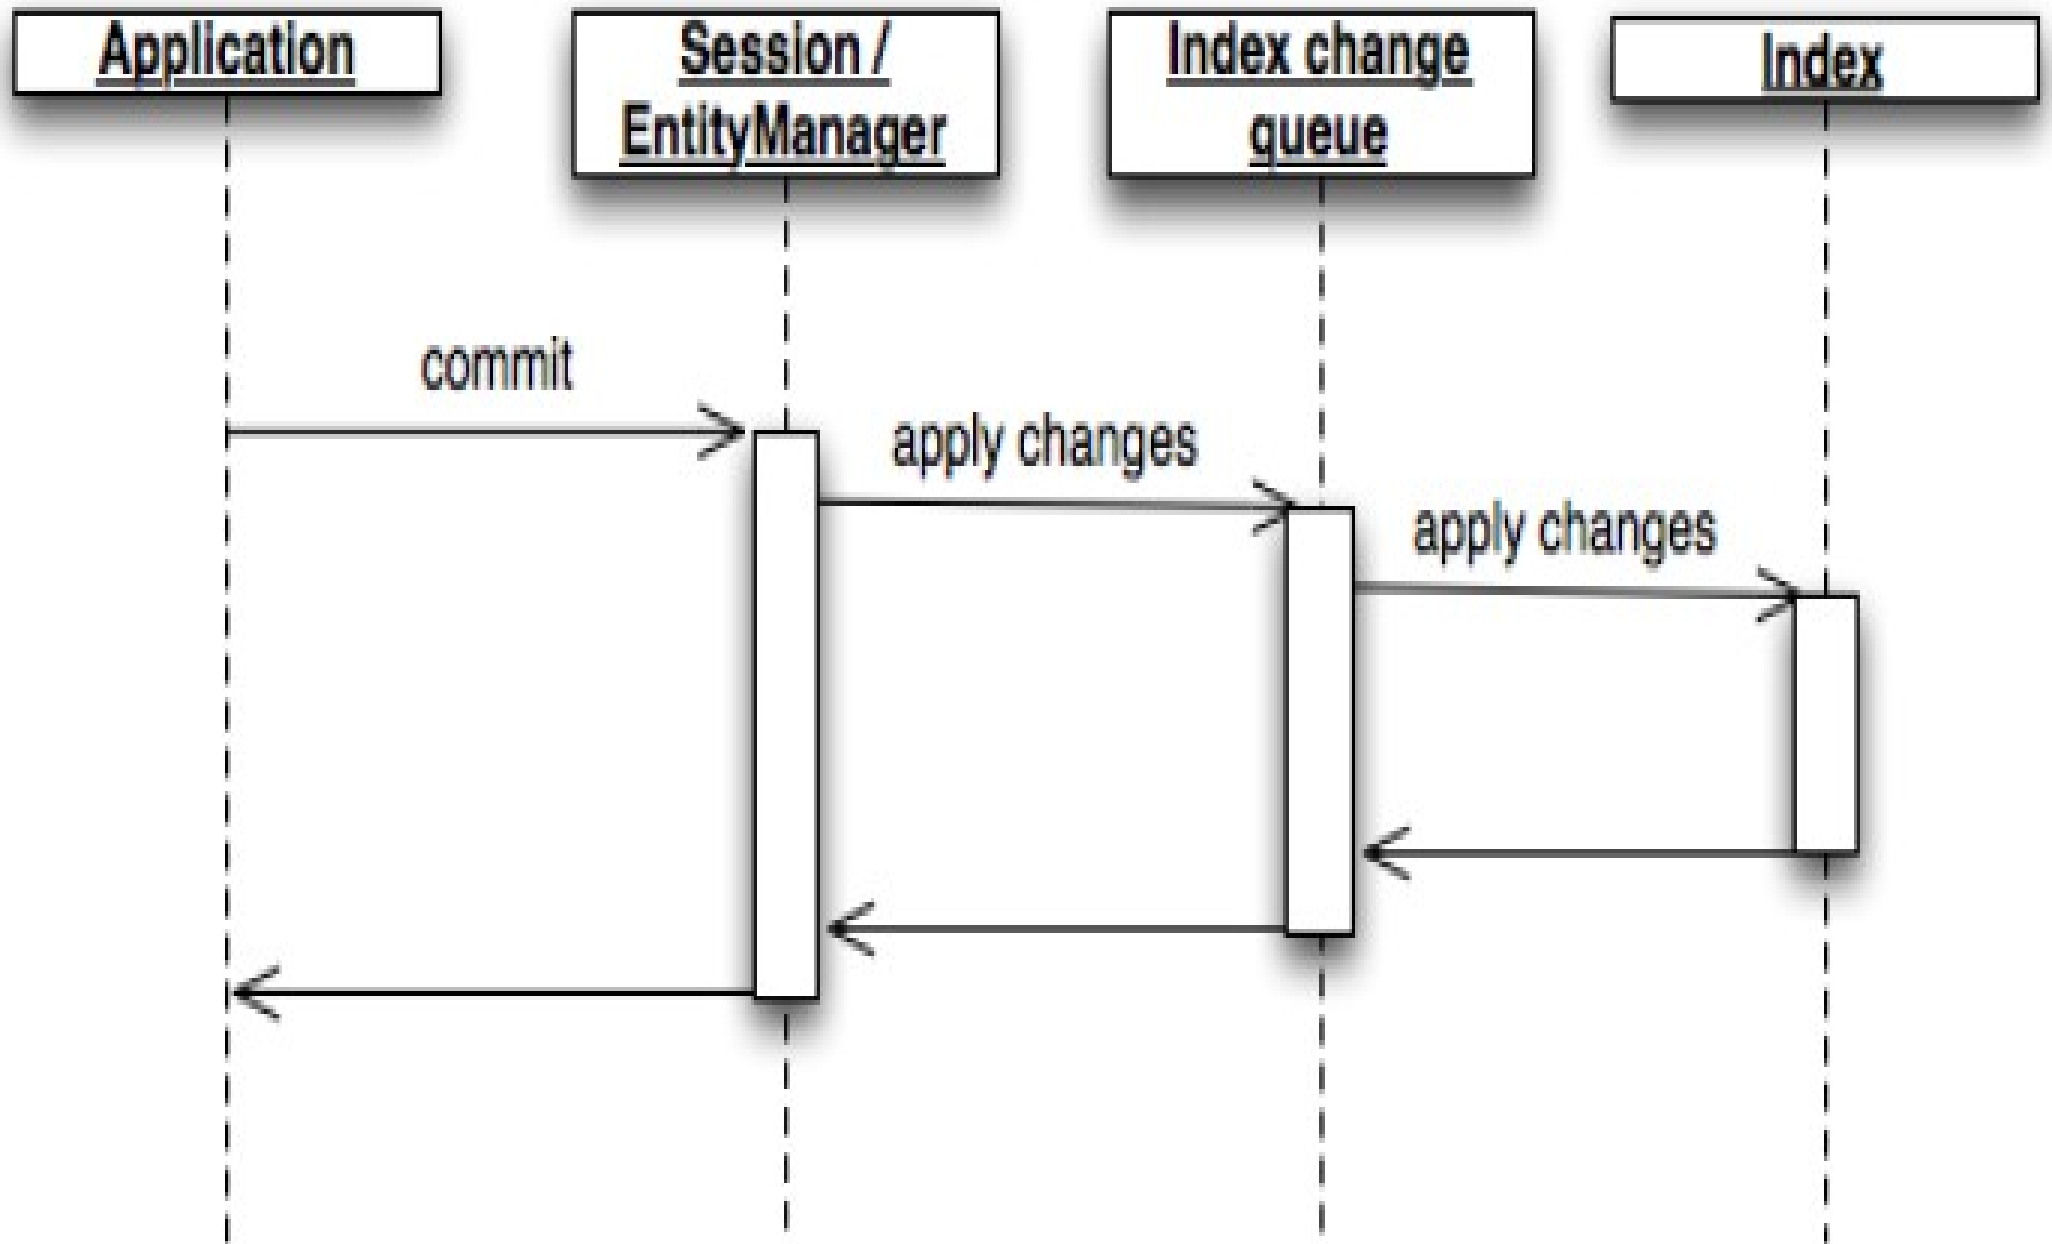 Application
Session /
EntityManager
Index change
queue
Index
commit
apply changes
apply changes